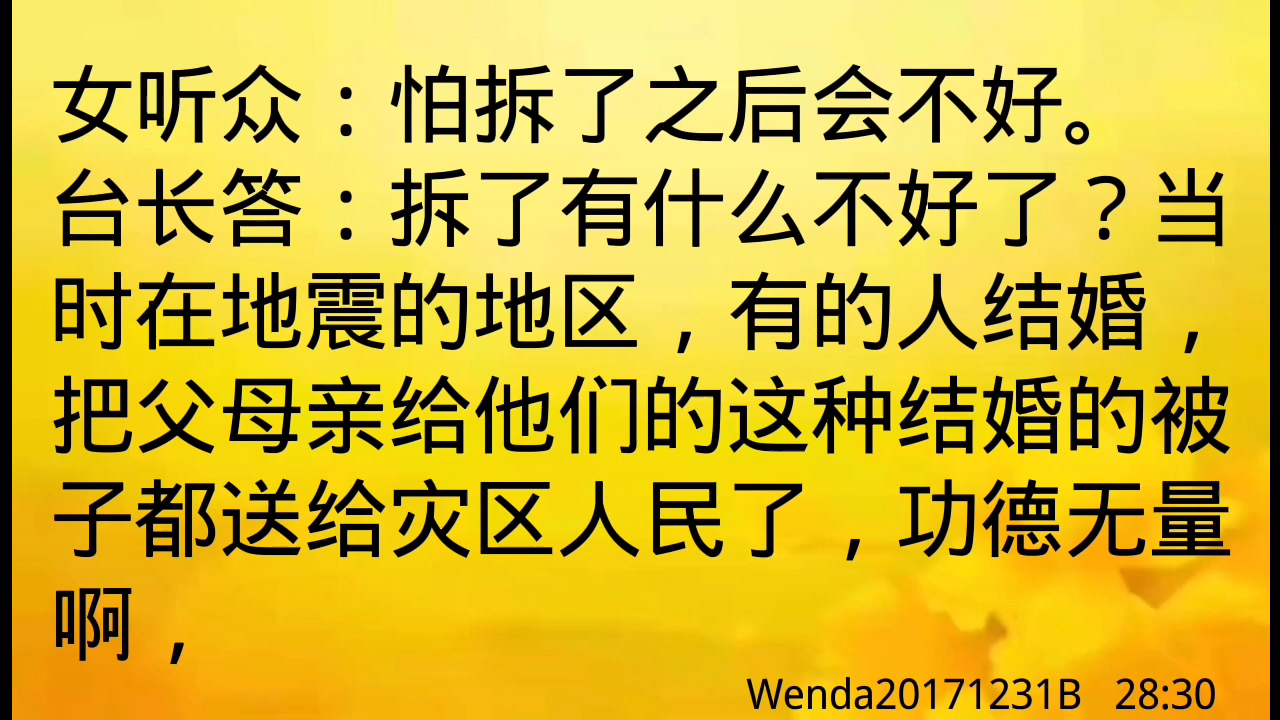 女听众：怕拆了之后会不好。
台长答：拆了有什么不好了？当
时在地震的地区，有的人结婚，
把父母亲给他们的这种结婚的被
子都送给灾区人民了，功德无量
啊，
Wenda20171231B 28:30